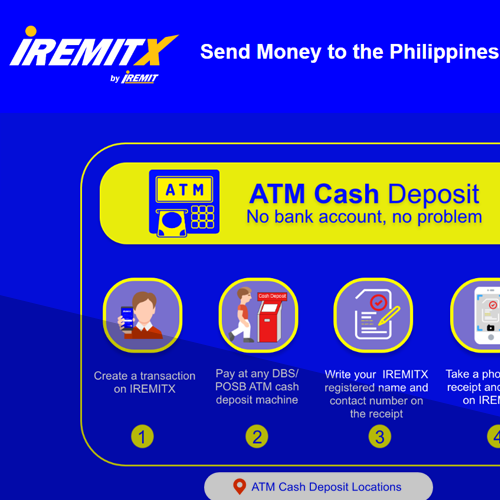 iREMITX
by iREMIT
Send Money to the Philippines
ATM
ATM Cash Deposit
No bank account, no problem
Cash Deposit
Create a transaction
on IREMITX
1
Pay at any DBS/
POSB ATM cash
deposit machine
2
Write your IREMITX
registered name and
contact number on
the receipt
3
Take a pho
receipt and
on IREM
4
ATM Cash Deposit Locations